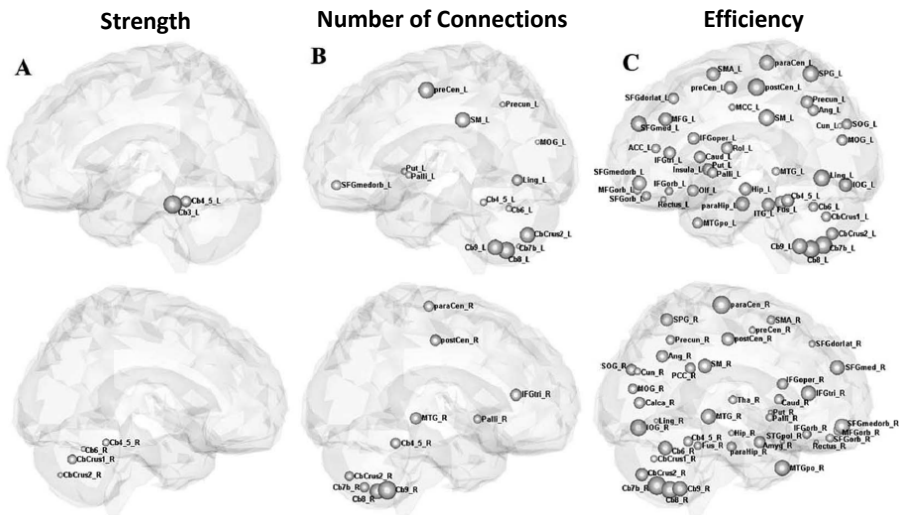 Strength
Number of Connections
Efficiency
A
Cb4_5_L
Cb3_L
B
preCen_L
Precun_L
SM_L
MOG_L
Put_L
Palli_L
SFGmedorb_L
Ling_L
Cb4_5_L
Cb6_L
CbCrus2_L
Cb9_L
Cb7b_L
Cb8_L
C
paraCen_L
SMA_L
SPG_L
preCen_L
postCen_L
SFGdorlat_L
Precun_L
MCC_L
Ang_L
MFG_L
SM_L
Cun_L
SOG_L
SFGmed_L
IFGoper_L
MOG_L
ACC_L
Rol_L
IFGtri_L
Caud_L
Put_L
Insula_L
Palli_L
MTG_L
Ling_L
SFGmedorb_L
IOG_L
MFGorb_L
IFGorb_L
Olf_L
Hip_L
Cb4_5_L
SFGorb_L
Rectus_L
paraHip_L
Fus_L
Cb6_L
ITG_L
CbCrus1_L
MTGpo_L
CbCrus2_L
Cb9_L
Cb7b_L
Cb8_L
Cb4_5_R
Cb6_R
CbCrus1_R
CbCrus2_R
paraCen_R
postCen_R
IFGtri_R
MTG_R
Palli_R
Cb4_5_R
CbCrus2_R
Cb7b_R
Cb9_R
Cb8_R
paraCen_R
SPG_R
SMA_R
preCen_R
Precun_R
postCen_R
SFGdorlat_R
Ang_R
SOG_R
Cun_R
PCC_R
SM_R
SFGmed_R
IFGoper_R
MOG_R
IFGtri_R
Calca_R
Tha_R
Caud_R
Put_R
Ling_R
MTG_R
Palli_R
IOG_R
SFGmedorb_R
Hip_R
STGpol_R
IFGorb_R
MFGorb_R
Cb4_5_R
SFGorb_R
Cb6_R
Fus_R
paraHip_R
Amyg_R
Rectus_R
CbCrus1_R
MTGpo_R
CbCrus2_R
Cb7b_R
Cb9_R
Cb8_R